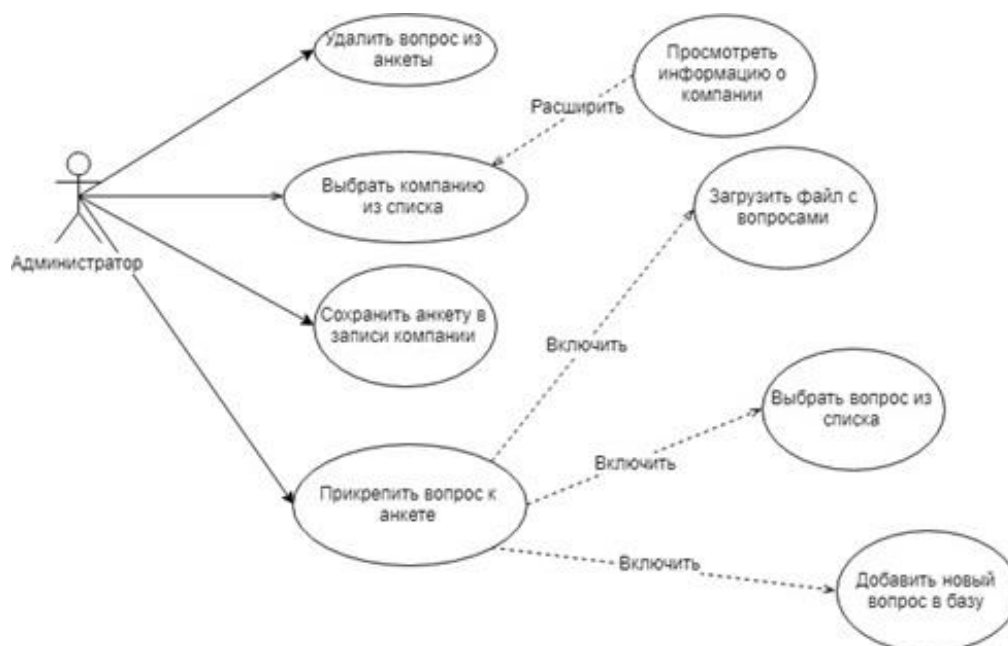 Удалить вопрос из
анкеты
Просмотреть
информацию о
компании
Расширить
Выбрать компанию
из списка
Загрузить файл с
вопросами
Администратор
Сохранить анкету в
записи компании
Включить
Выбрать вопрос из
списка
Включить
Прикрепить вопрос к
анкете
Включить
Добавить новый
вопрос в базу